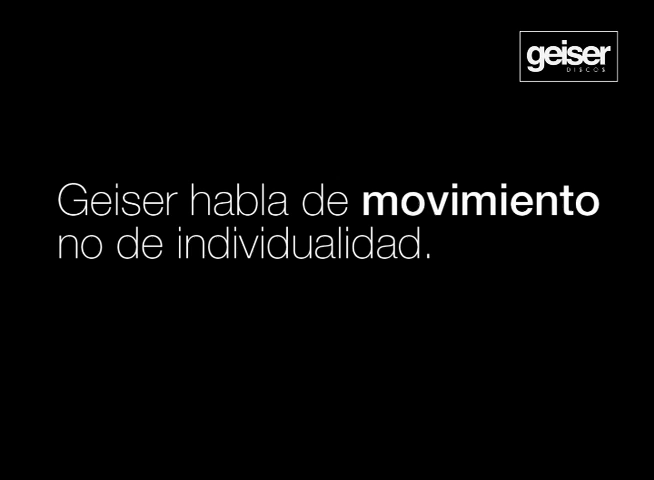 geiser
DISCOS
Geiser habla de movimiento
no de individualidad.